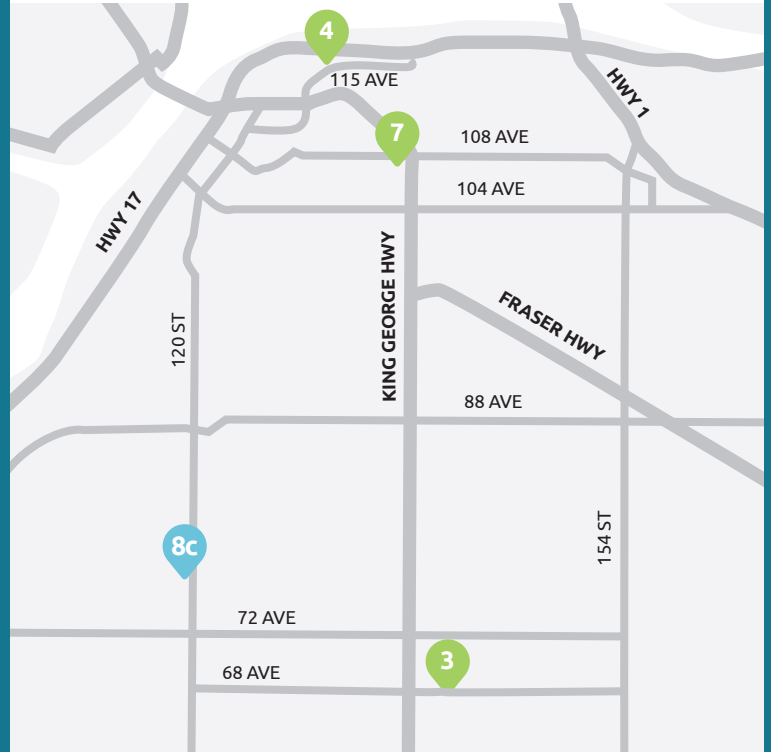 4
115 AVE
HWY 1
7
108 AVE
104 AVE
HWY 17
KING GEORGE HWY
FRASER HWY
120 ST
88 AVE
154 ST
8c
72 AVE
3
68 AVE